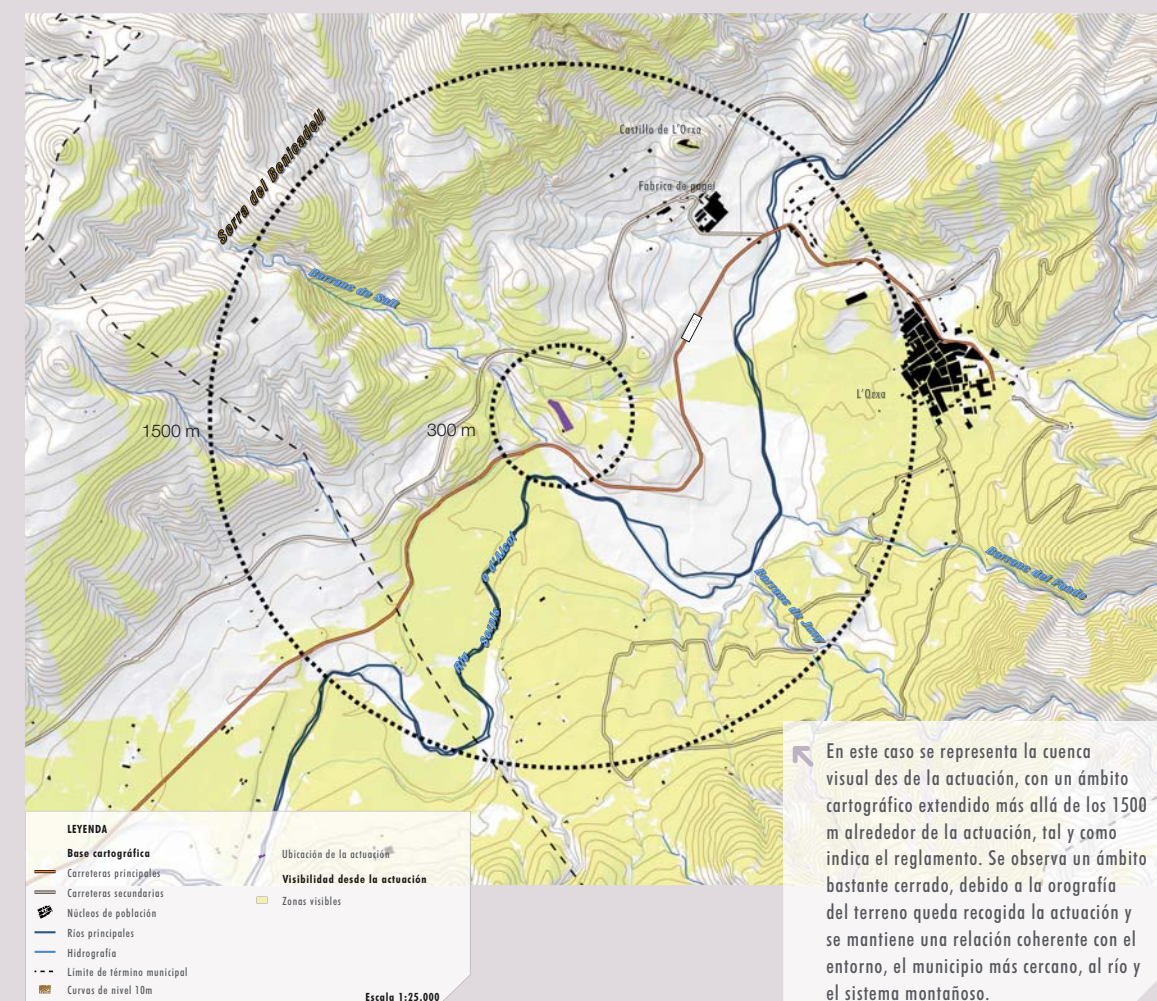 Castillo de L'Orxa
Fabrica de paper
Serra del Benicadell
Barranc de Salt
L'Orxa
1500 m
300 m
Riu Serpis o d'Alcoi
Barranc del Fondo
Barranc de Juny
LEYENDA
Base cartográfica
Carreteras principales
Carreteras secundarias
Núcleos de población
Ríos principales
Hidrografía
Límite de término municipal
Curvas de nivel 10m
Ubicación de la actuación
Visibilidad desde la actuación
Zonas visibles
Escala 1:25.000
En este caso se representa la cuenca
visual des de la actuación, con un ámbito
cartográfico extendido más allá de los 1500
m alrededor de la actuación, tal y como
indica el reglamento. Se observa un ámbito
bastante cerrado, debido a la orografía
del terreno queda recogida la actuación y
se mantiene una relación coherente con el
entorno, el municipio más cercano, al río y
el sistema montañoso.